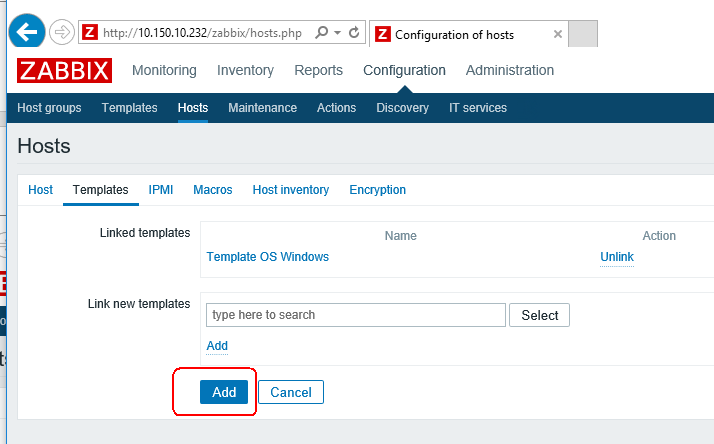 Z http://10.150.10.232/zabbix/hosts.php Z Configuration of hosts
ZABBIX Monitoring Inventory Reports Configuration Administration
Host groups Templates Hosts Maintenance Actions Discovery IT services
Hosts
Host Templates IPMI Macros Host inventory Encryption
Linked templates Name Action
Template OS Windows Unlink
Link new templates
type here to search Select
Add
Add Cancel